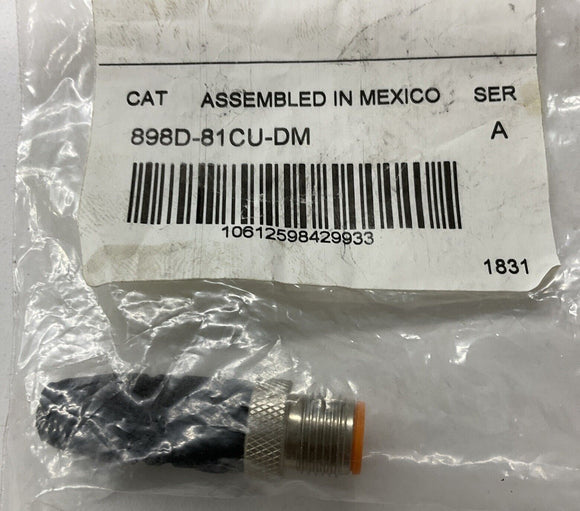 CAT ASSEMBLED IN MEXICO SER
898D-81CU-DM A
10612598429933
1831